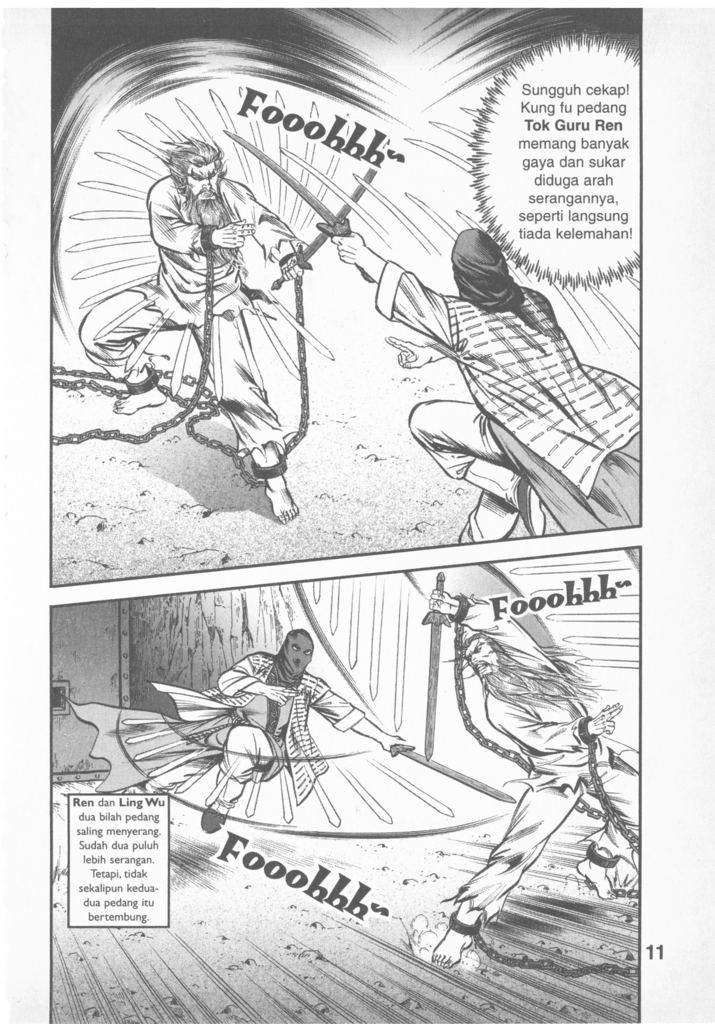 Fooohhh~
Sungguh cekap!
Kung fu pedang
Tok Guru Ren
memang banyak
gaya dan sukar
diduga arah
serangannya,
seperti langsung
tiada kelemahan!
Fooohhh~
Ren dan Ling Wu
dua bilah pedang
saling menyerang.
Sudah dua puluh
lebih serangan.
Tetapi, tidak
sekalipun kedua-
dua pedang itu
bertembung.
Fooohhh~
11